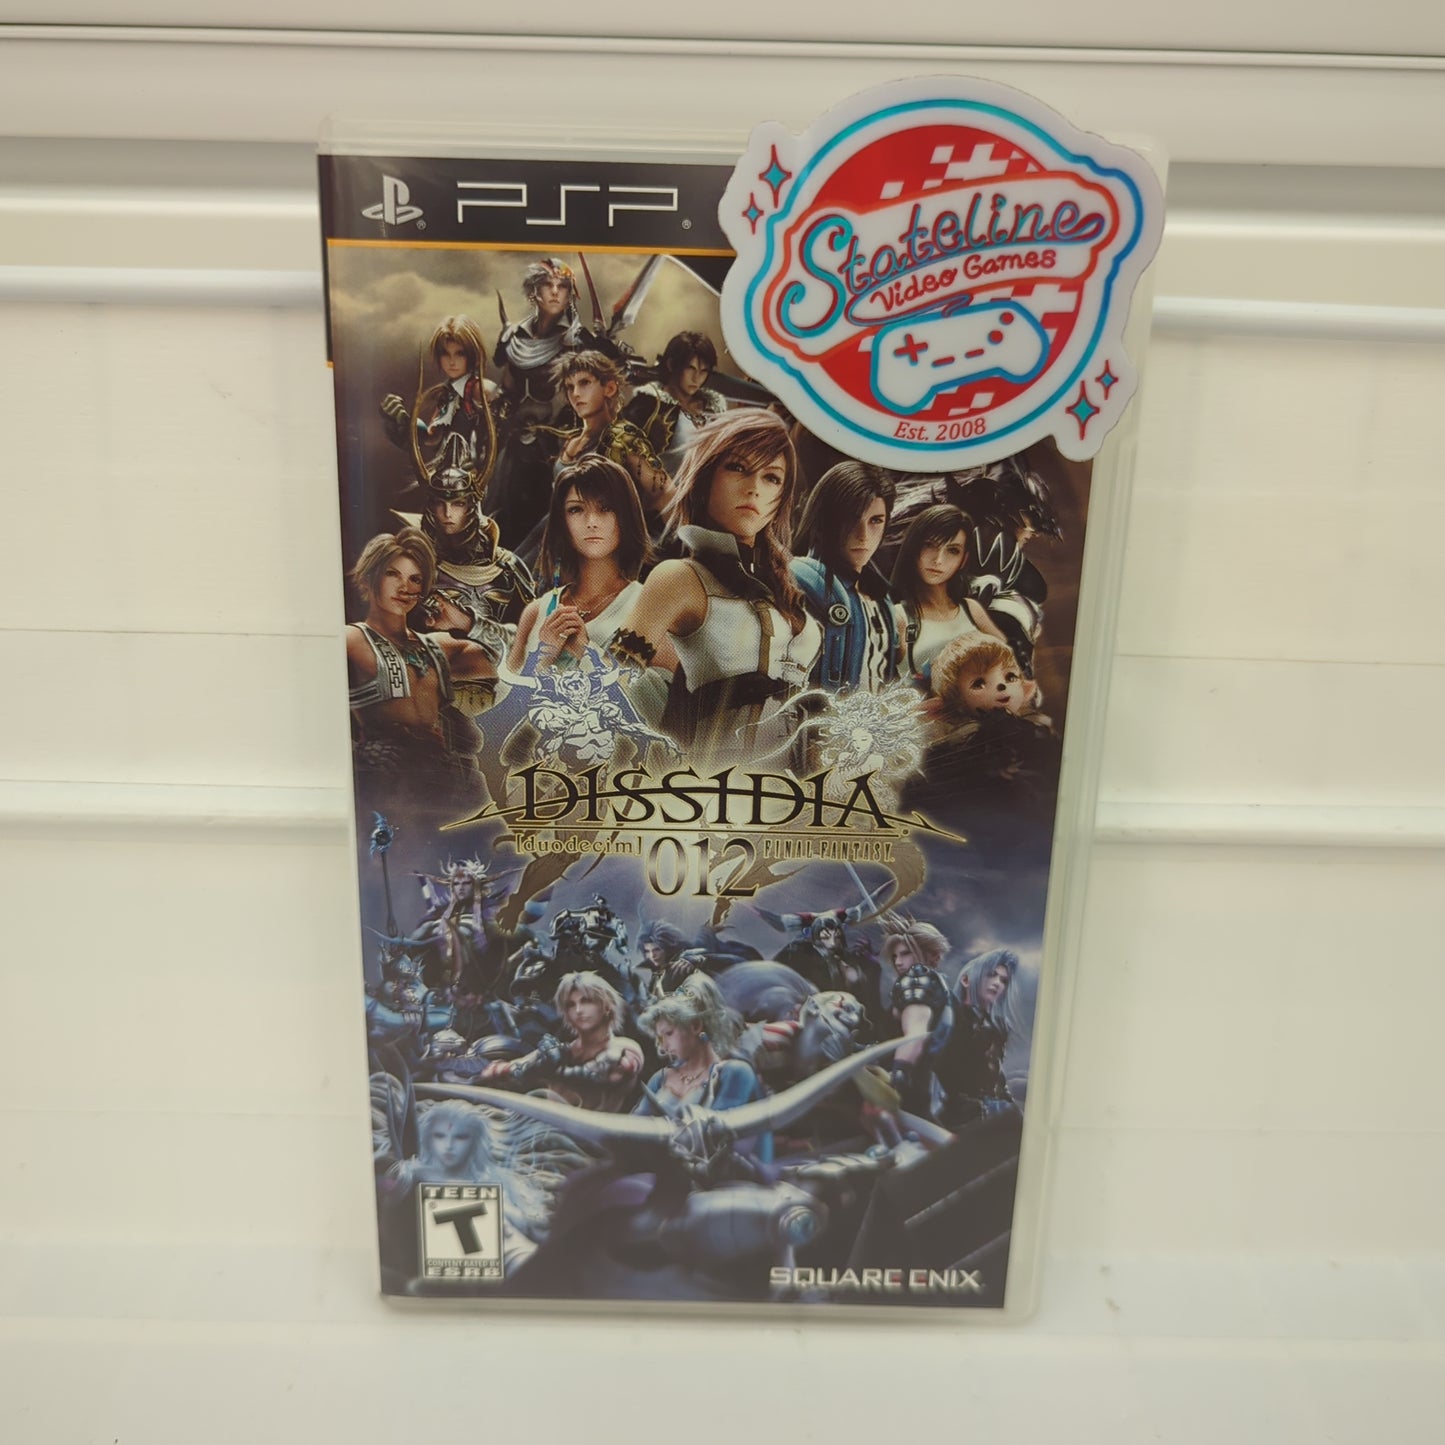 PSP
Stateline
Video Games
Est. 2008
DISSIDIA
[duodecim] 012 FINAL FANTASY
TEEN
T
CONTENT RATED BY
ESRB
SQUARE ENIX